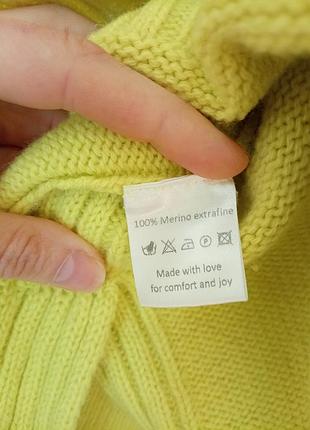 100% Merino extrafine
P
Made with love
for comfort and joy